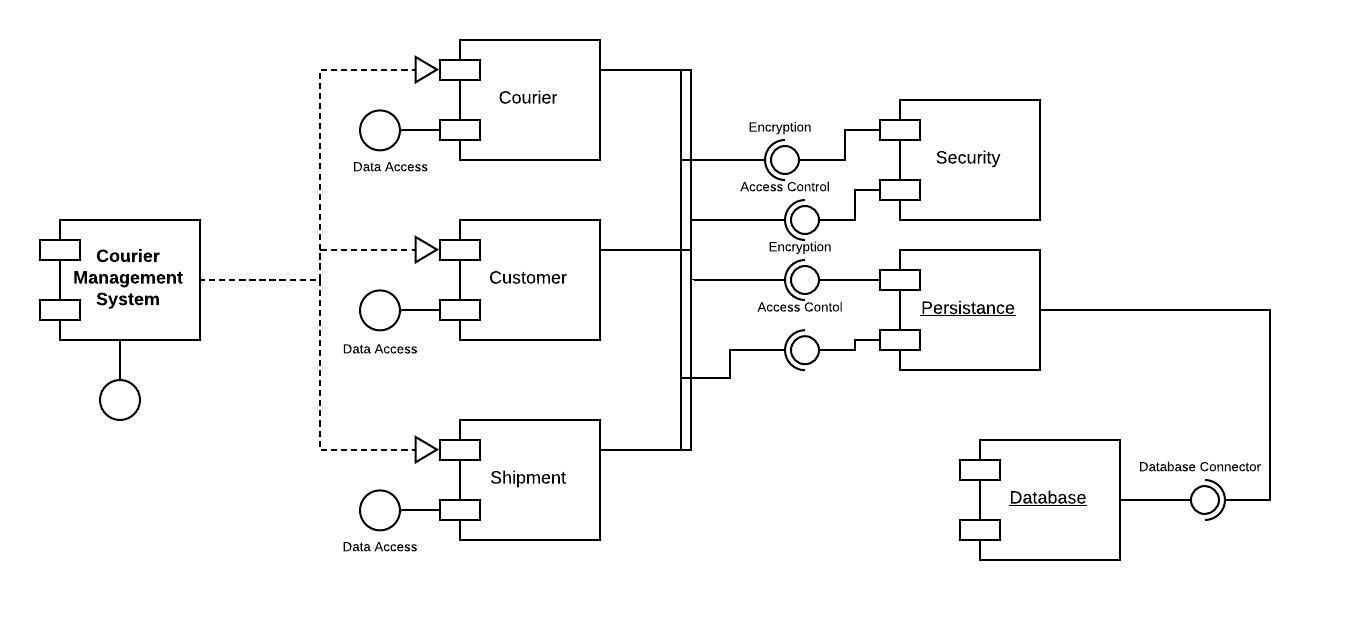 Courier
Data Access
Encryption
Access Control
Security
Courier
Management
System
Customer
Data Access
Encryption
Access Contol
Persistance
Shipment
Data Access
Database Connector
Database